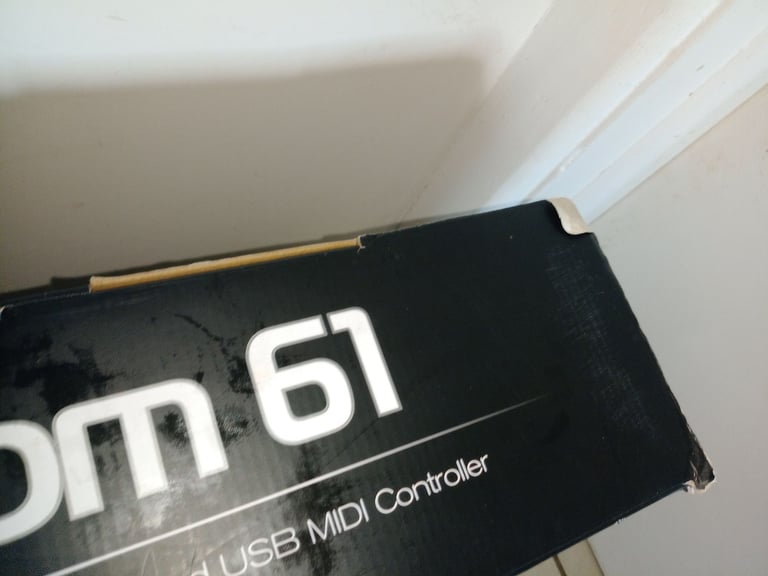 om 61
d USB MIDI Controller